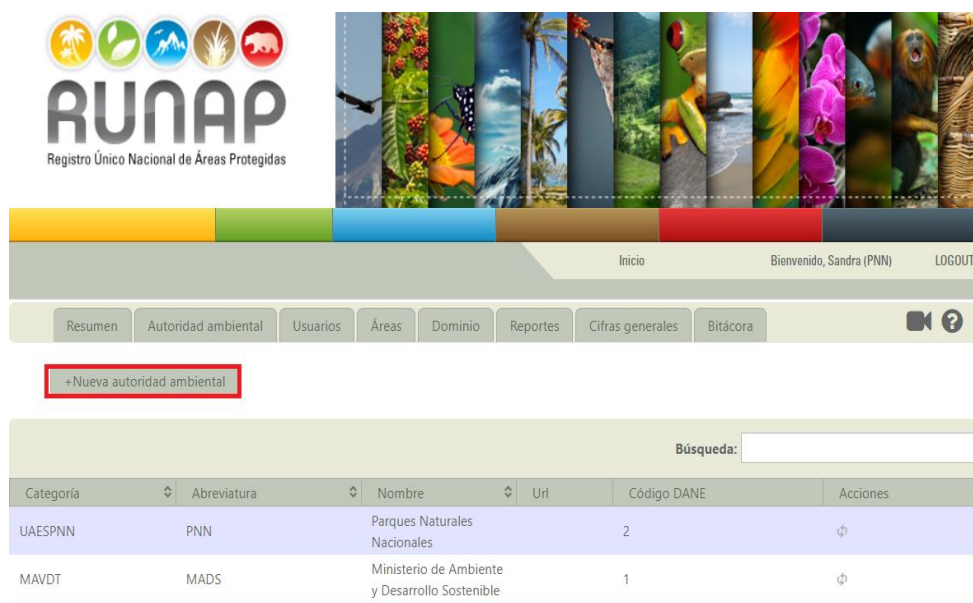 RUNAP
Registro Único Nacional de Áreas Protegidas
Inicio
Bienvenido, Sandra (PNN)
LOGOUT
Resumen
Autoridad ambiental
Usuarios
Áreas
Dominio
Reportes
Cifras generales
Bitácora
+Nueva autoridad ambiental
Búsqueda:
Categoría Abreviatura Nombre Url Código DANE Acciones
UAESPNN PNN Parques Naturales
Nacionales 2
MAVDT MADS Ministerio de Ambiente
y Desarrollo Sostenible 1